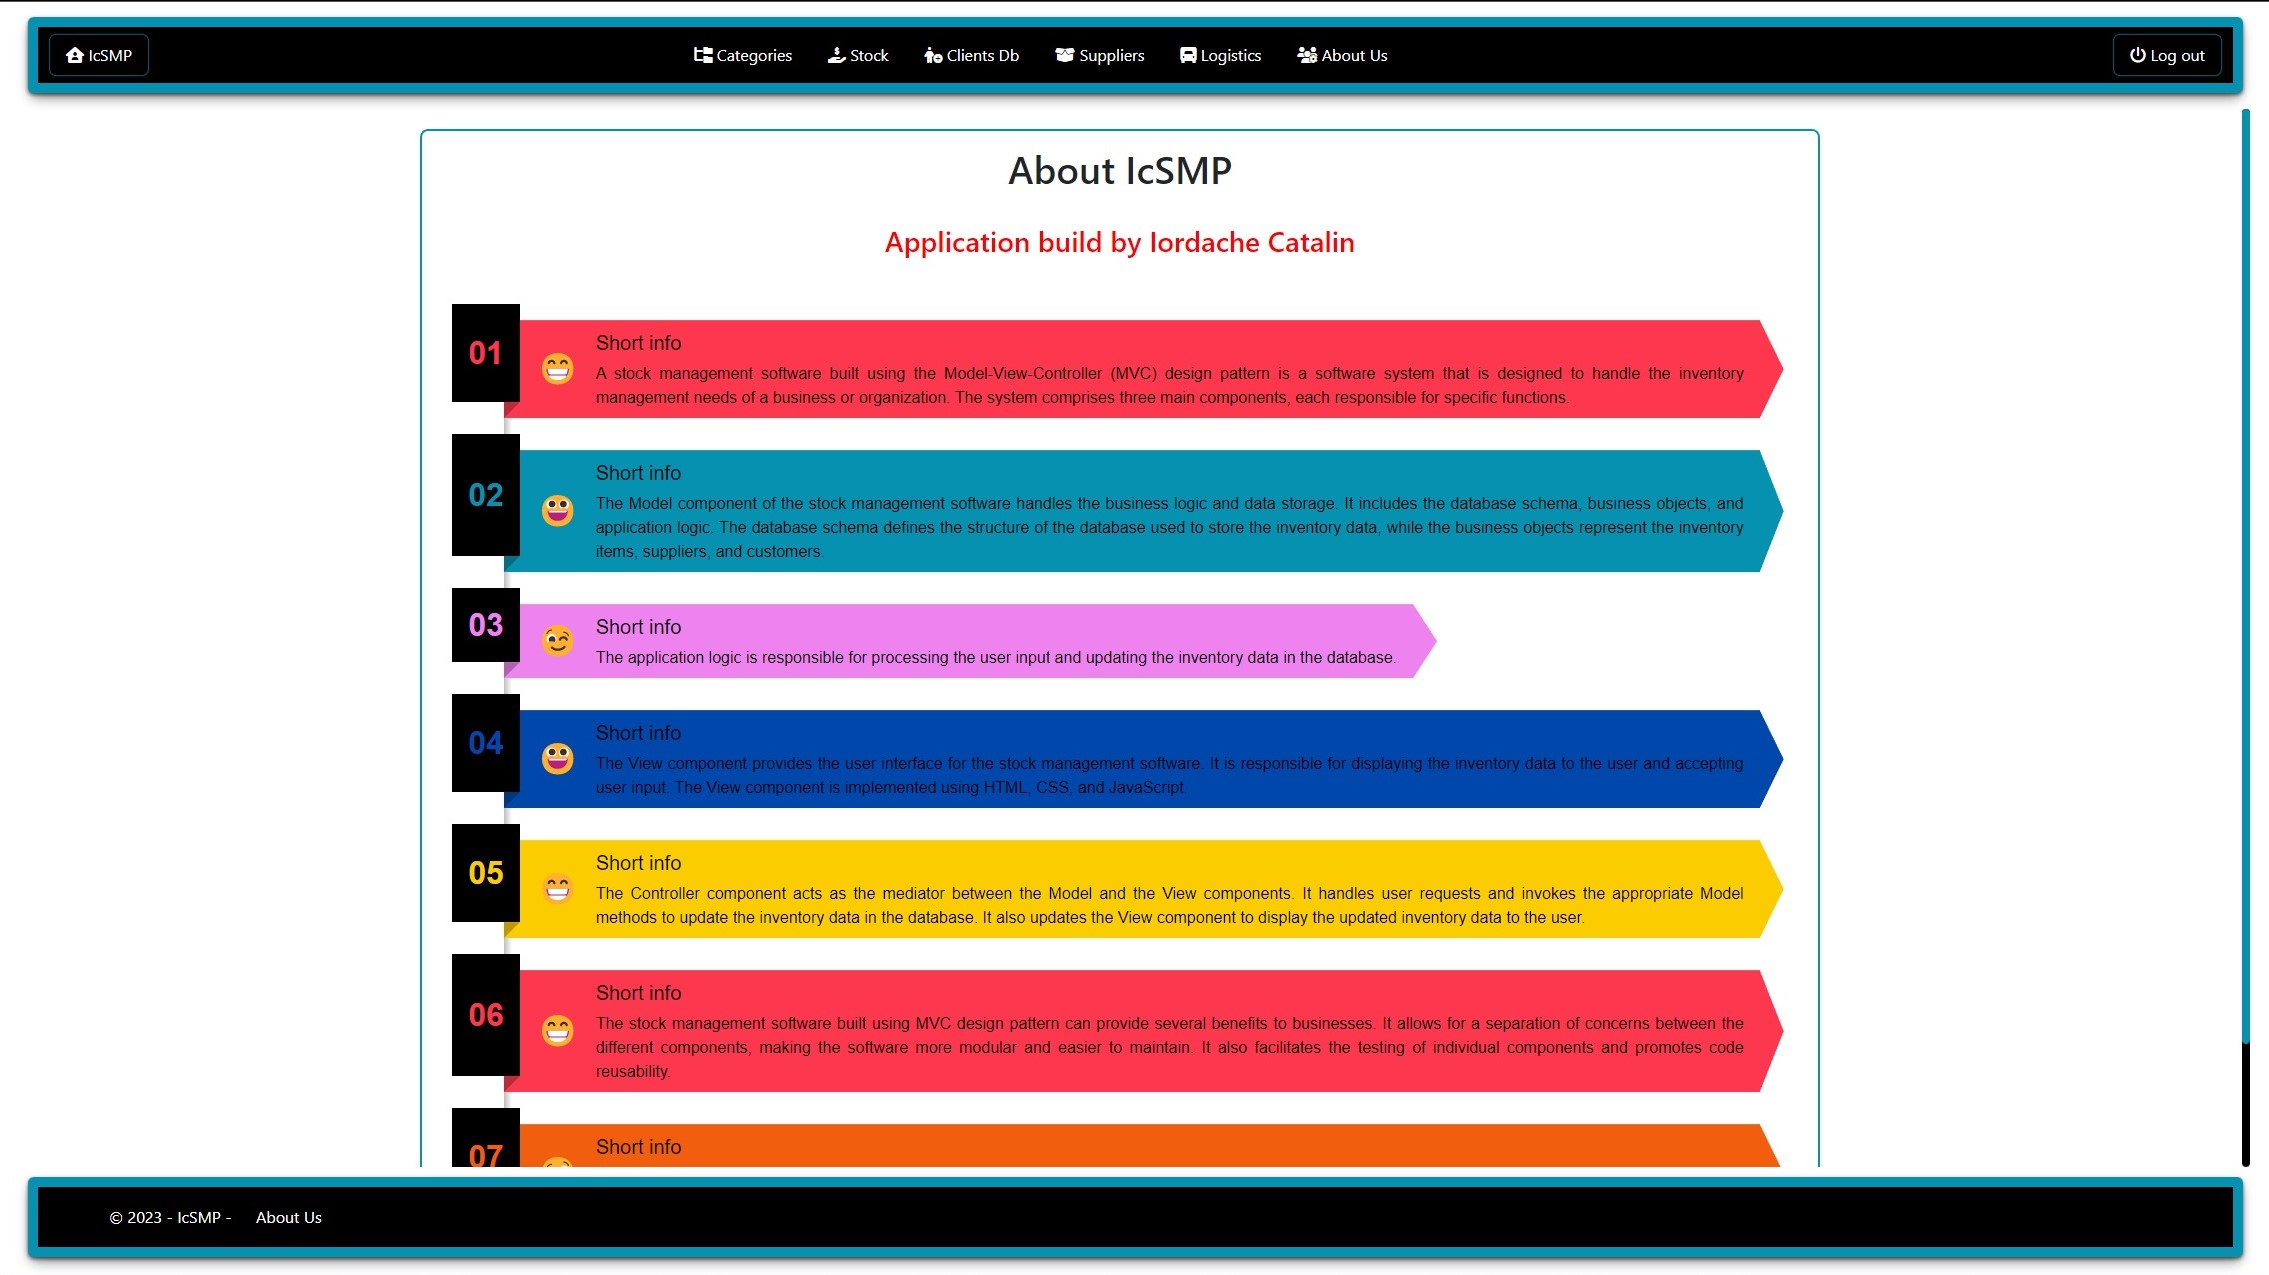 IcSMP Categories Stock Clients Db Suppliers Logistics About Us Log out
About IcSMP
Application build by Iordache Catalin
01
Short info
A stock management software built using the Model-View-Controller (MVC) design pattern is a software system that is designed to handle the inventory
management needs of a business or organization. The system comprises three main components, each responsible for specific functions.
02
Short info
The Model component of the stock management software handles the business logic and data storage. It includes the database schema, business objects, and
application logic. The database schema defines the structure of the database used to store the inventory data, while the business objects represent the inventory
items, suppliers, and customers.
03
Short info
The application logic is responsible for processing the user input and updating the inventory data in the database.
04
Short info
The View component provides the user interface for the stock management software. It is responsible for displaying the inventory data to the user and accepting
user input. The View component is implemented using HTML, CSS, and JavaScript.
05
Short info
The Controller component acts as the mediator between the Model and the View components. It handles user requests and invokes the appropriate Model
methods to update the inventory data in the database. It also updates the View component to display the updated inventory data to the user.
06
Short info
The stock management software built using MVC design pattern can provide several benefits to businesses. It allows for a separation of concerns between the
different components, making the software more modular and easier to maintain. It also facilitates the testing of individual components and promotes code
reusability.
07
Short info
© 2023 - IcSMP - About Us